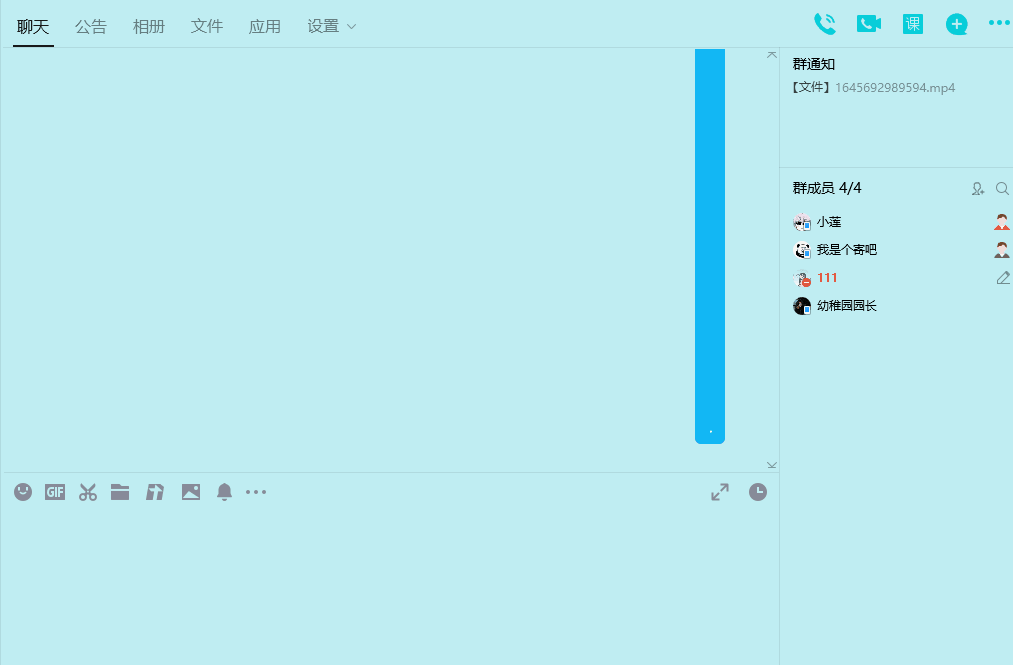 聊天 公告 相册 文件 应用 设置
课
群通知
【文件】1645692989594.mp4
群成员 4/4
小莲
我是个寄吧
111
幼稚园园长
.
GIF